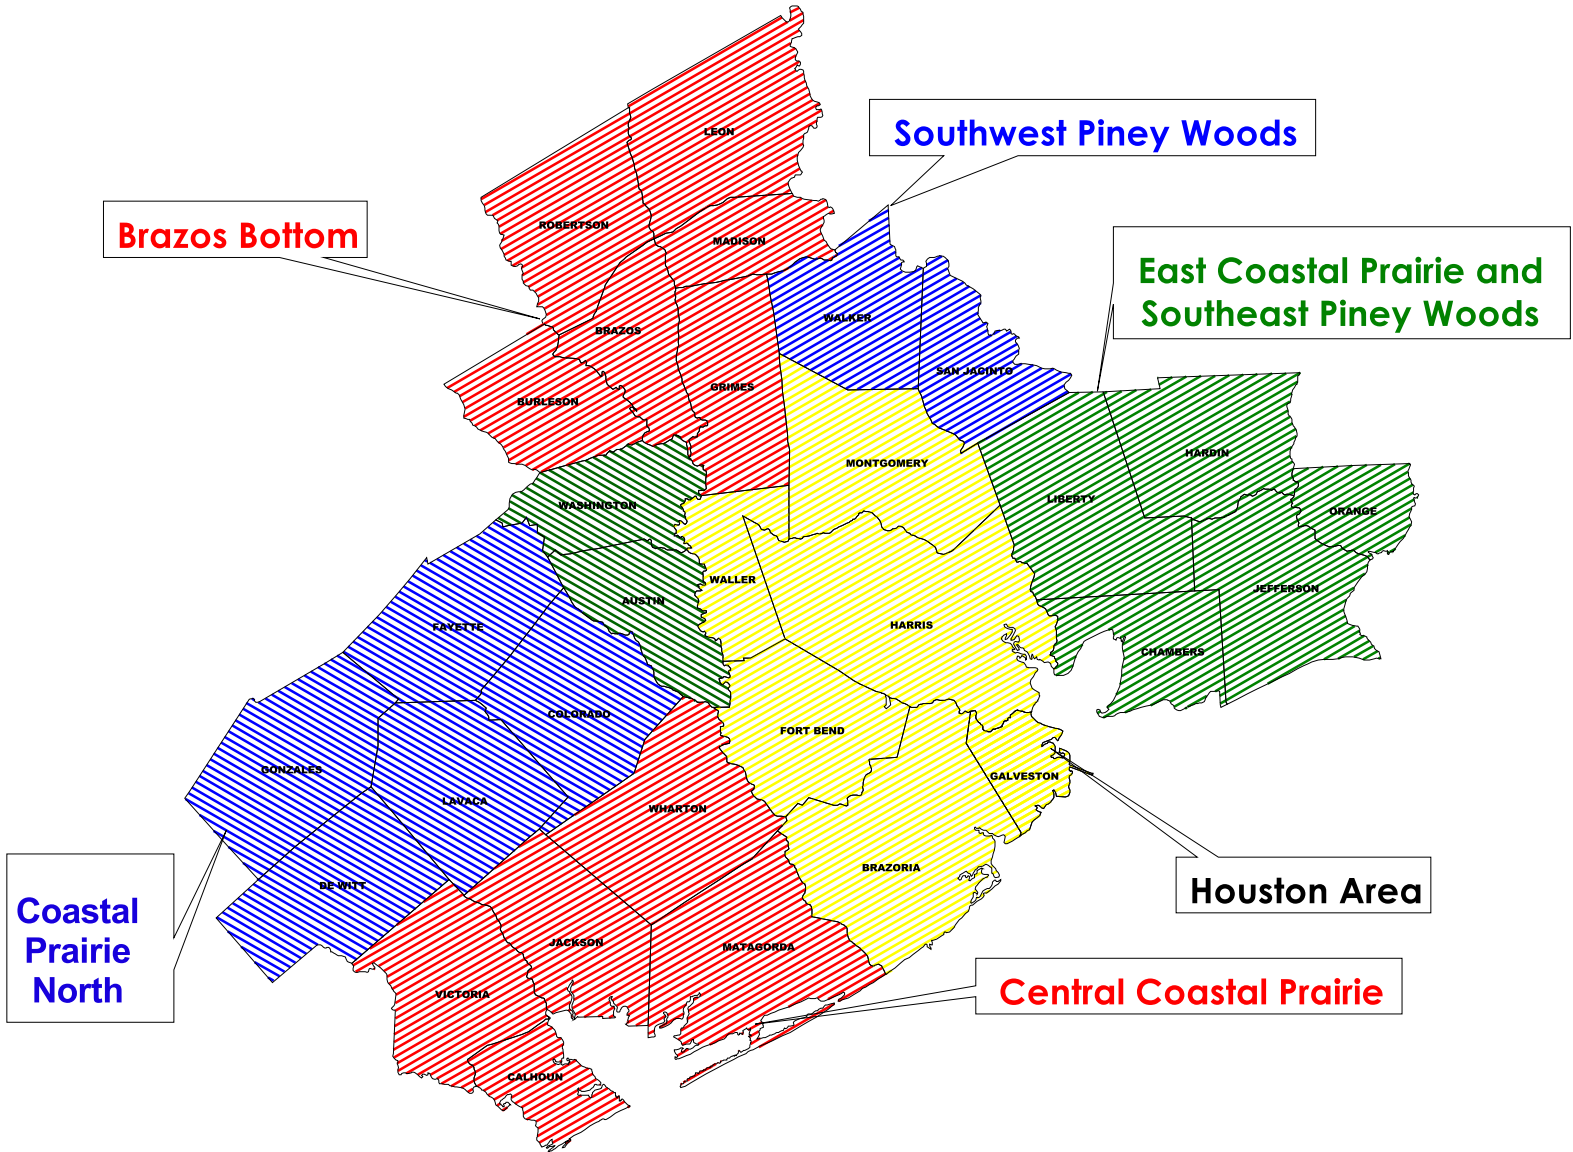 LEON
Southwest Piney Woods
ROBERTSON
Brazos Bottom
MADISON
East Coastal Prairie and
Southeast Piney Woods
WALKER
BRAZOS
SAN JACINTO
GRIMES
BURLESON
HARDIN
MONTGOMERY
LIBERTY
WASHINGTON
ORANGE
WALLER
JEFFERSON
AUSTIN
FAYETTE
HARRIS
CHAMBERS
COLORADO
FORT BEND
GONZALES
GALVESTON
LAVACA
WHARTON
BRAZORIA
DE WITT
Houston Area
Coastal
Prairie
North
JACKSON
MATAGORDA
VICTORIA
Central Coastal Prairie
CALHOUN